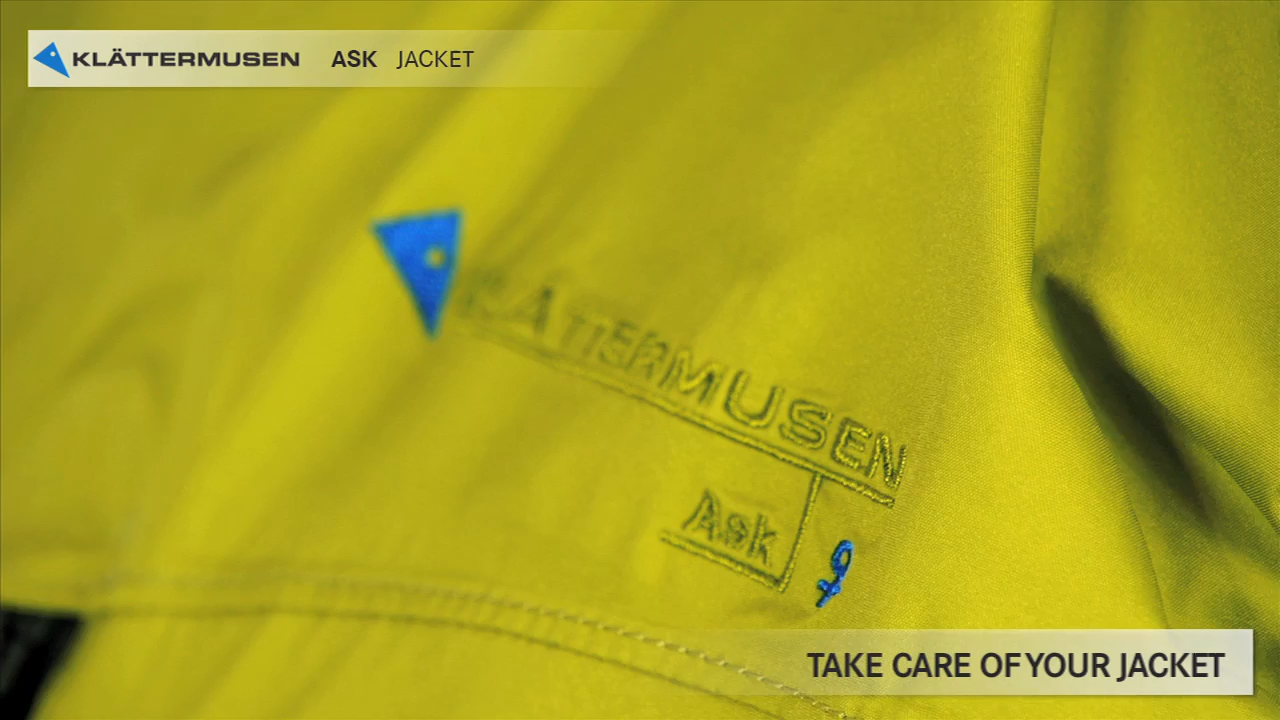 KLÄTTERMUSEN ASK JACKET
KLÄTTERMUSEN
Ask
TAKE CARE OF YOUR JACKET